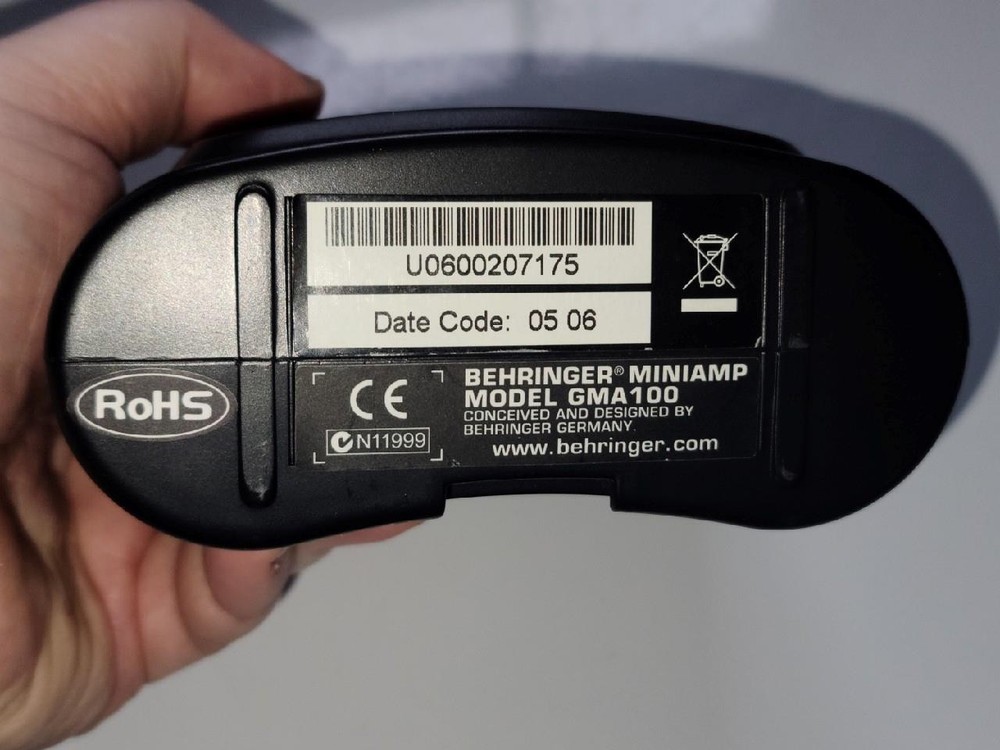 U0600207175
Date Code: 05 06
RoHS
CE
N11999
BEHRINGER® MINIAMP
MODEL GMA100
CONCEIVED AND DESIGNED BY
BEHRINGER GERMANY.
www.behringer.com